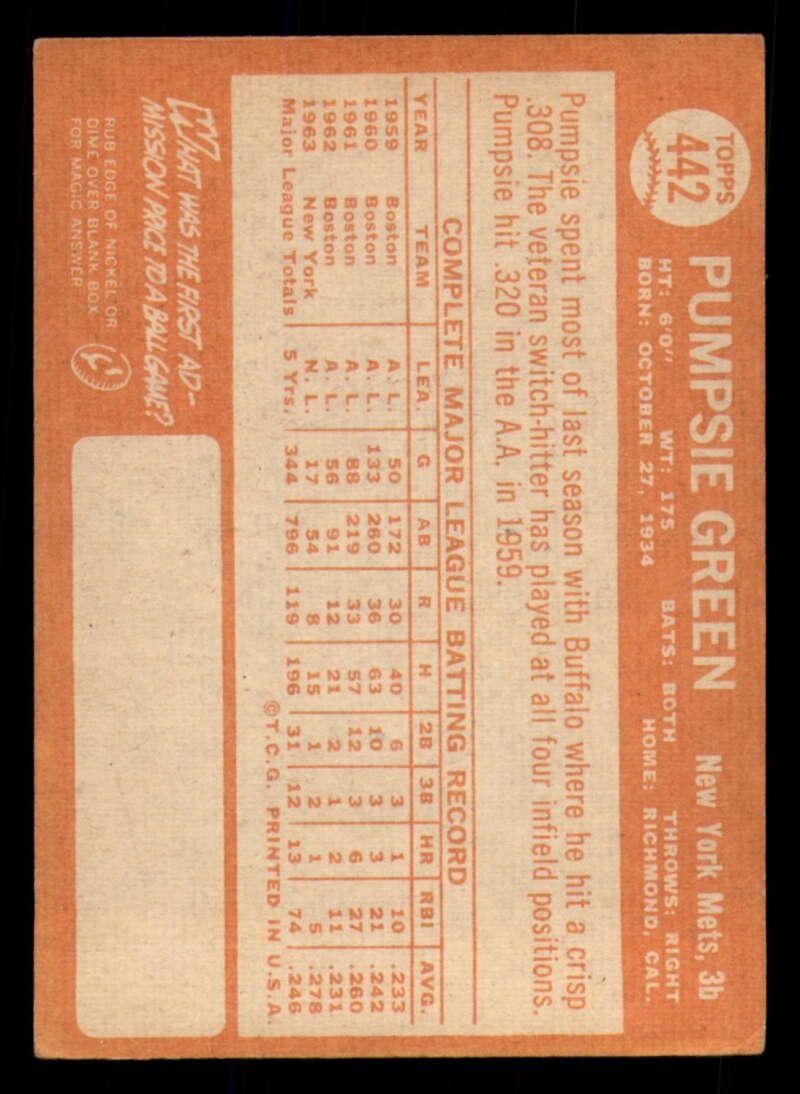 TOPPS
442
PUMPSIE GREEN New York Mets, 3b
HT: 6'0" WT: 175 BATS: BOTH THROWS: RIGHT
BORN: OCTOBER 27, 1934 HOME: RICHMOND, CAL.
Pumpsie spent most of last season with Buffalo where he hit a crisp
.308. The veteran switch-hitter has played at all four infield positions.
Pumpsie hit .320 in the A.A. in 1959.
COMPLETE MAJOR LEAGUE BATTING RECORD
YEAR TEAM LEA. G AB R H 2B 3B HR RBI AVG.
1959 Boston A. L. 50 172 30 40 6 3 1 10 .233
1960 Boston A. L. 133 260 36 63 10 3 3 21 .242
1961 Boston A. L. 88 219 33 57 12 3 6 27 .260
1962 Boston A. L. 56 91 12 21 2 1 2 11 .231
1963 New York N. L. 17 54 8 15 1 2 1 5 .278
Major League Totals 5 Yrs. 344 796 119 196 31 12 13 74 .246
©T.C.G. PRINTED IN U.S.A.
WHAT WAS THE FIRST AD-
MISSION PRICE TO A BALL GAME?
RUB EDGE OF NICKEL OR
DIME OVER BLANK BOX
FOR MAGIC ANSWER